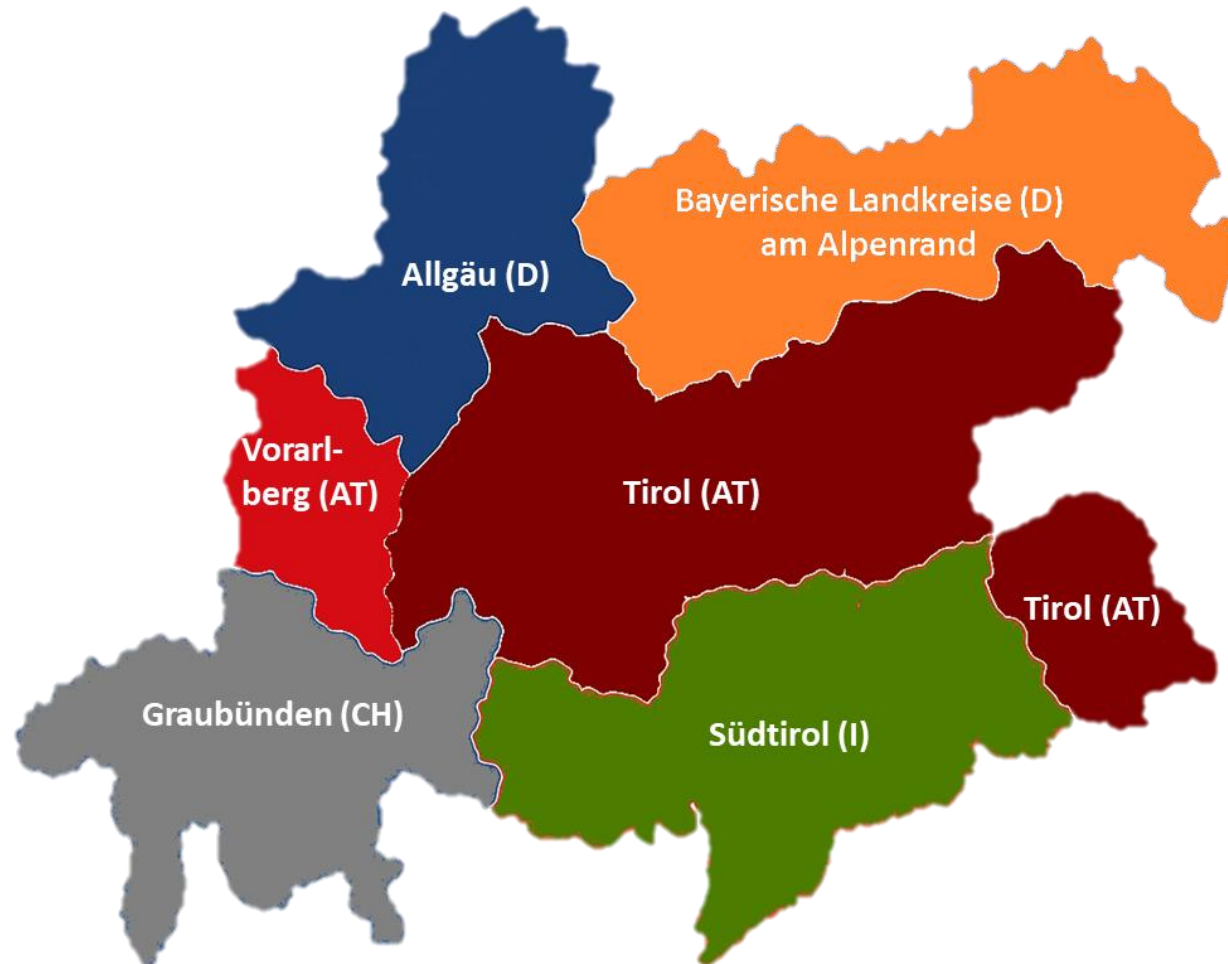 Bayerische Landkreise (D)
am Alpenrand
Allgäu (D)
Vorarl-
berg (AT)
Tirol (AT)
Tirol (AT)
Graubünden (CH)
Südtirol (I)